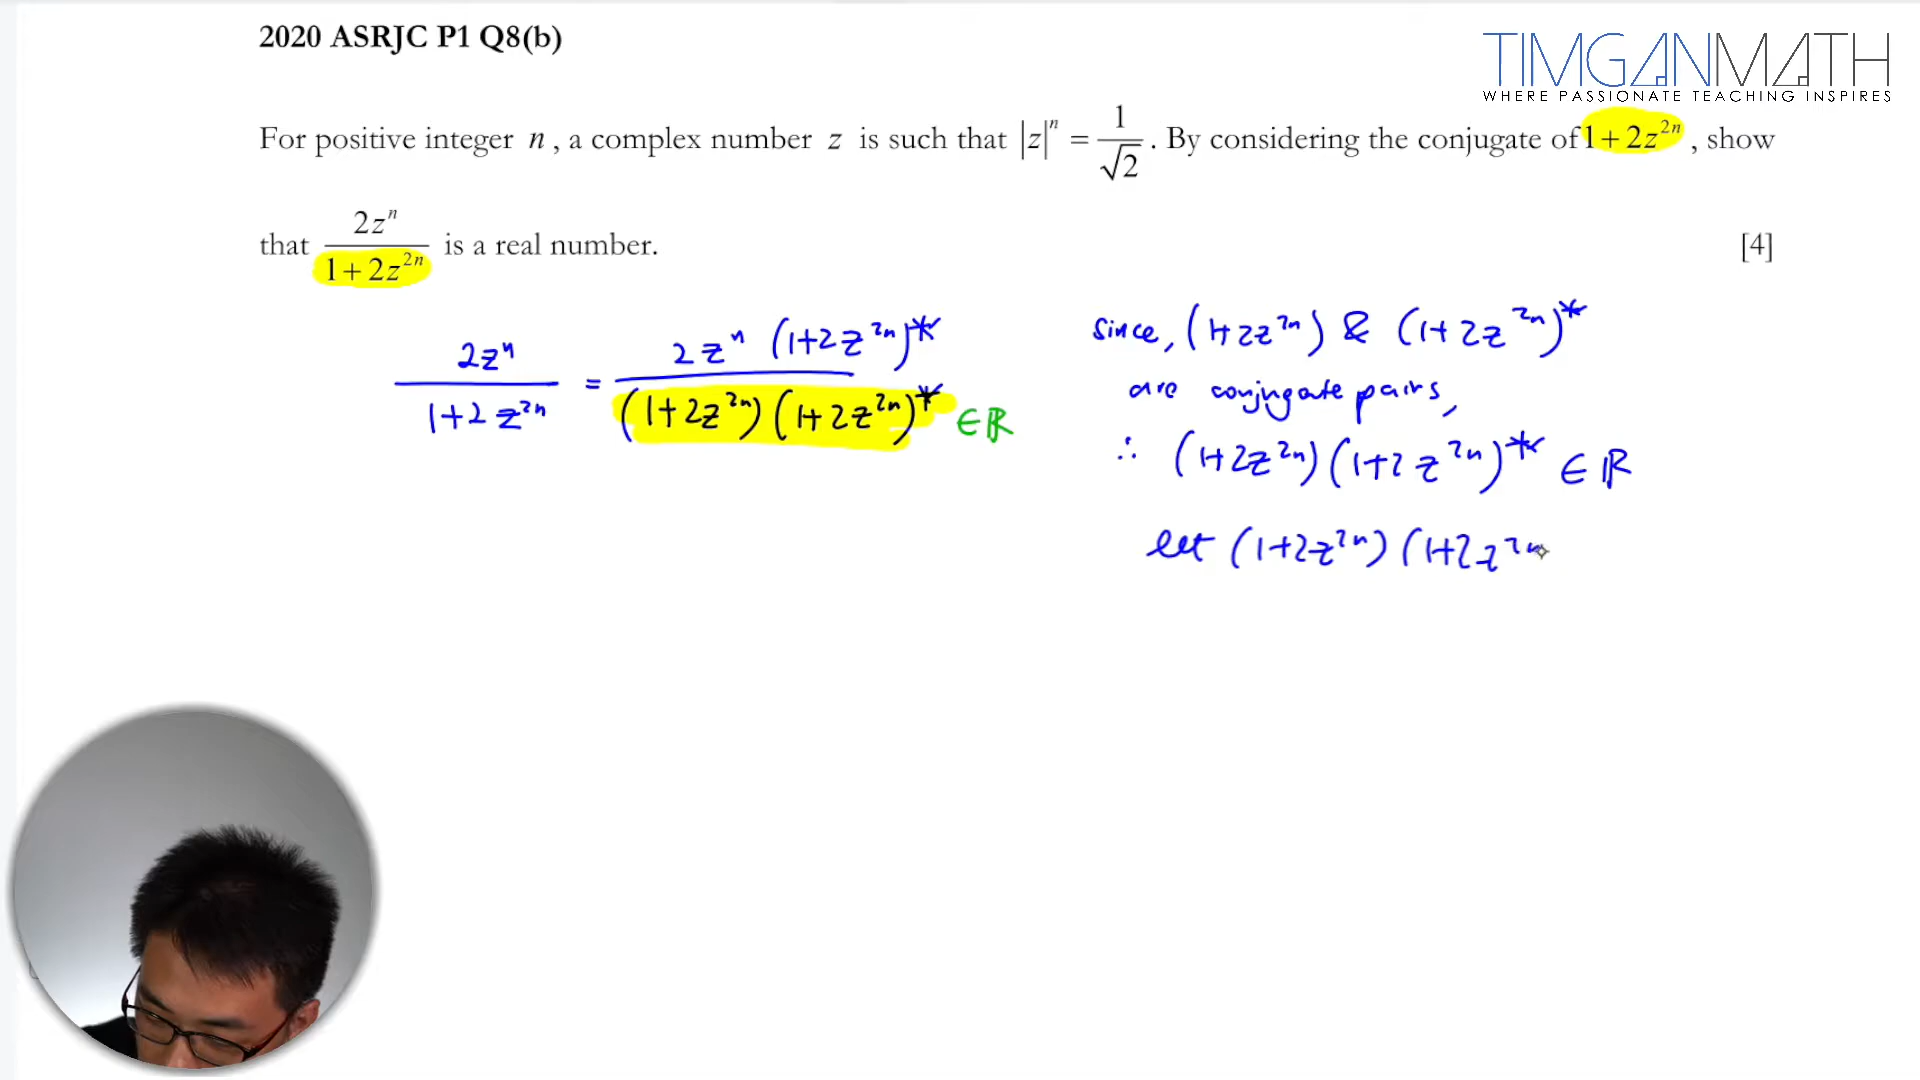 2020 ASRJC P1 Q8(b)
TIMGANMATH
WHERE PASSIONATE TEACHING INSPIRES
For positive integer n, a complex number z is such that |z|^n = 1/√2. By considering the conjugate of 1+2z^{2n}, show
that 2z^n/(1+2z^{2n}) is a real number. [4]
2z^n/(1+2z^{2n}) = 2z^n (1+2z^{2n})*/((1+2z^{2n})(1+2z^{2n})*) ∈ ℝ
since, (1+2z^{2n}) & (1+2z^{2n})*
are conjugate pairs,
∴ (1+2z^{2n})(1+2z^{2n})* ∈ ℝ
let (1+2z^{2n})(1+2z^{2n}